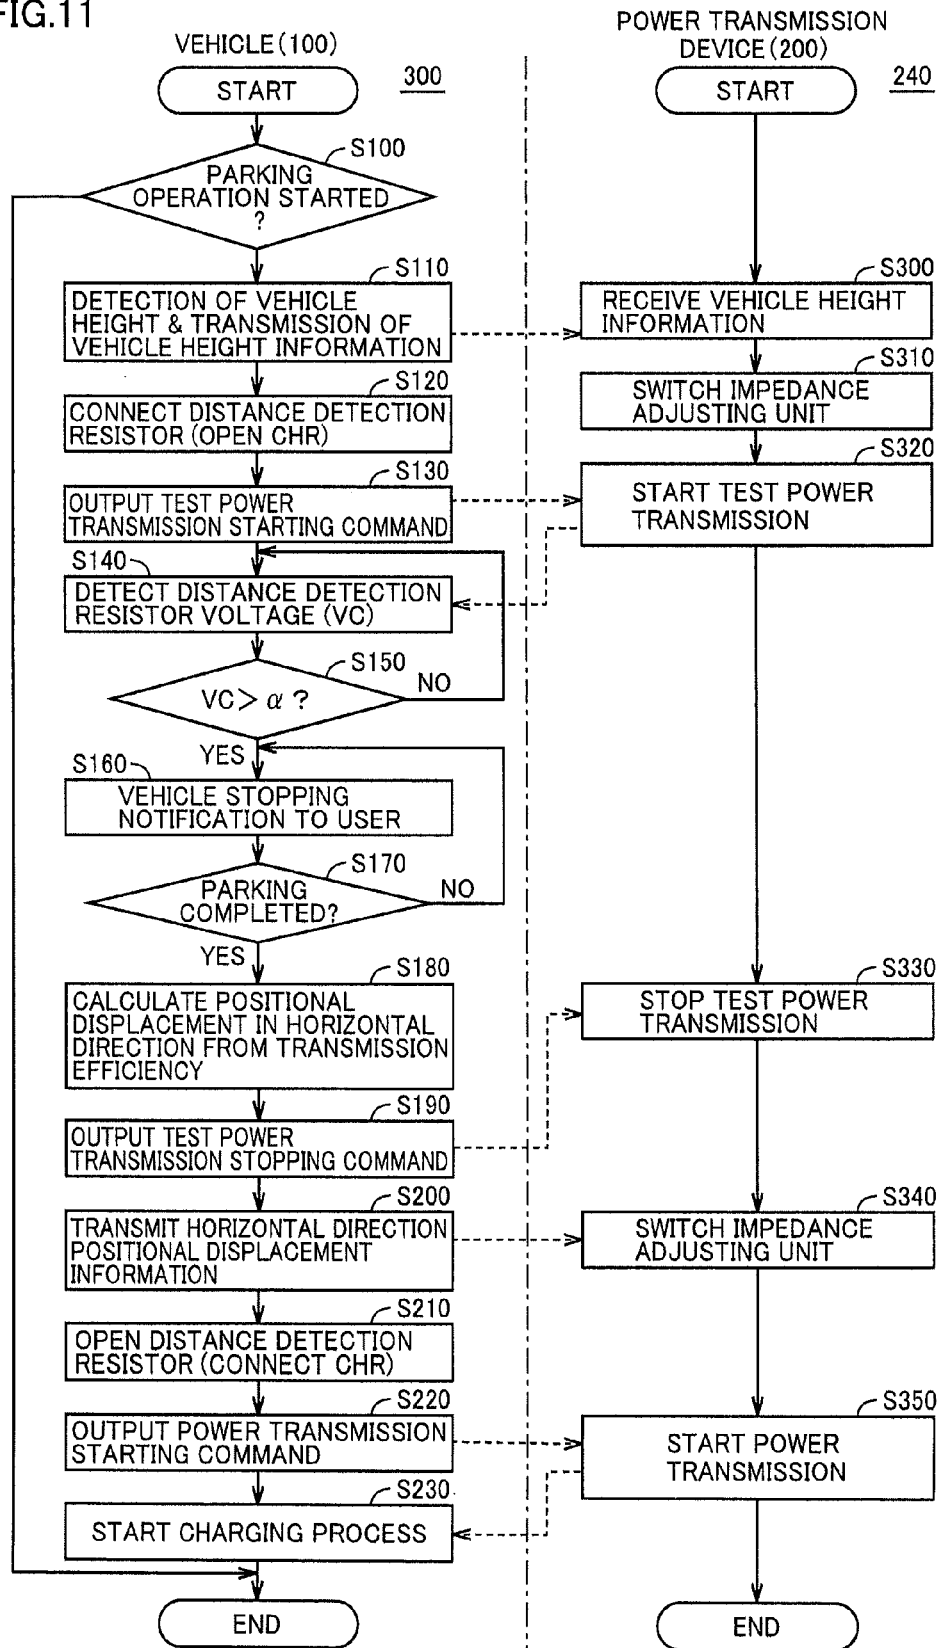 FIG.11
VEHICLE(100)
300
START
S100
PARKING
OPERATION STARTED
?
S110
DETECTION OF VEHICLE
HEIGHT & TRANSMISSION OF
VEHICLE HEIGHT INFORMATION
S120
CONNECT DISTANCE DETECTION
RESISTOR (OPEN CHR)
S130
OUTPUT TEST POWER
TRANSMISSION STARTING COMMAND
S140
DETECT DISTANCE DETECTION
RESISTOR VOLTAGE (VC)
S150
VC> α ?
NO
YES
S160
VEHICLE STOPPING
NOTIFICATION TO USER
S170
PARKING
COMPLETED?
NO
YES
S180
CALCULATE POSITIONAL
DISPLACEMENT IN HORIZONTAL
DIRECTION FROM TRANSMISSION
EFFICIENCY
S190
OUTPUT TEST POWER
TRANSMISSION STOPPING COMMAND
S200
TRANSMIT HORIZONTAL DIRECTION
POSITIONAL DISPLACEMENT
INFORMATION
S210
OPEN DISTANCE DETECTION
RESISTOR (CONNECT CHR)
S220
OUTPUT POWER TRANSMISSION
STARTING COMMAND
S230
START CHARGING PROCESS
END
POWER TRANSMISSION
DEVICE(200)
240
START
S300
RECEIVE VEHICLE HEIGHT
INFORMATION
S310
SWITCH IMPEDANCE
ADJUSTING UNIT
S320
START TEST POWER
TRANSMISSION
S330
STOP TEST POWER
TRANSMISSION
S340
SWITCH IMPEDANCE
ADJUSTING UNIT
S350
START POWER
TRANSMISSION
END